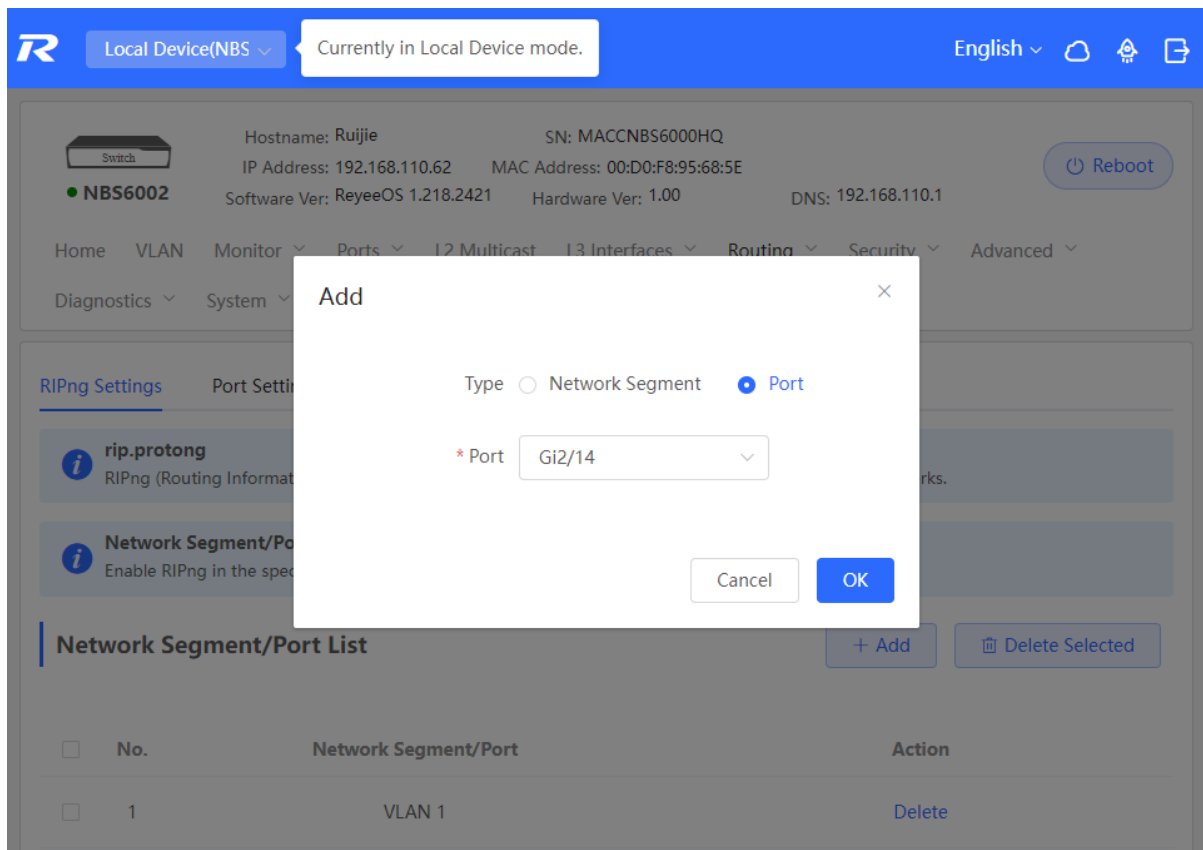 Local Device(NBS
Currently in Local Device mode.
English
Switch
NBS6002
Hostname: Ruijie
SN: MACCNBS6000HQ
IP Address: 192.168.110.62
MAC Address: 00:D0:F8:95:68:5E
Software Ver: ReyeeOS 1.218.2421
Hardware Ver: 1.00
DNS: 192.168.110.1
Reboot
Home VLAN Monitor Ports L2 Multicast L3 Interfaces Routing Security Advanced
Diagnostics System
Add
Type Network Segment Port
* Port Gi2/14
Cancel OK
RIPng Settings Port Settin
rip.protong
RIPng (Routing Informat rks.
Network Segment/Po
Enable RIPng in the spec
Network Segment/Port List
+ Add Delete Selected
No. Network Segment/Port Action
1 VLAN 1 Delete